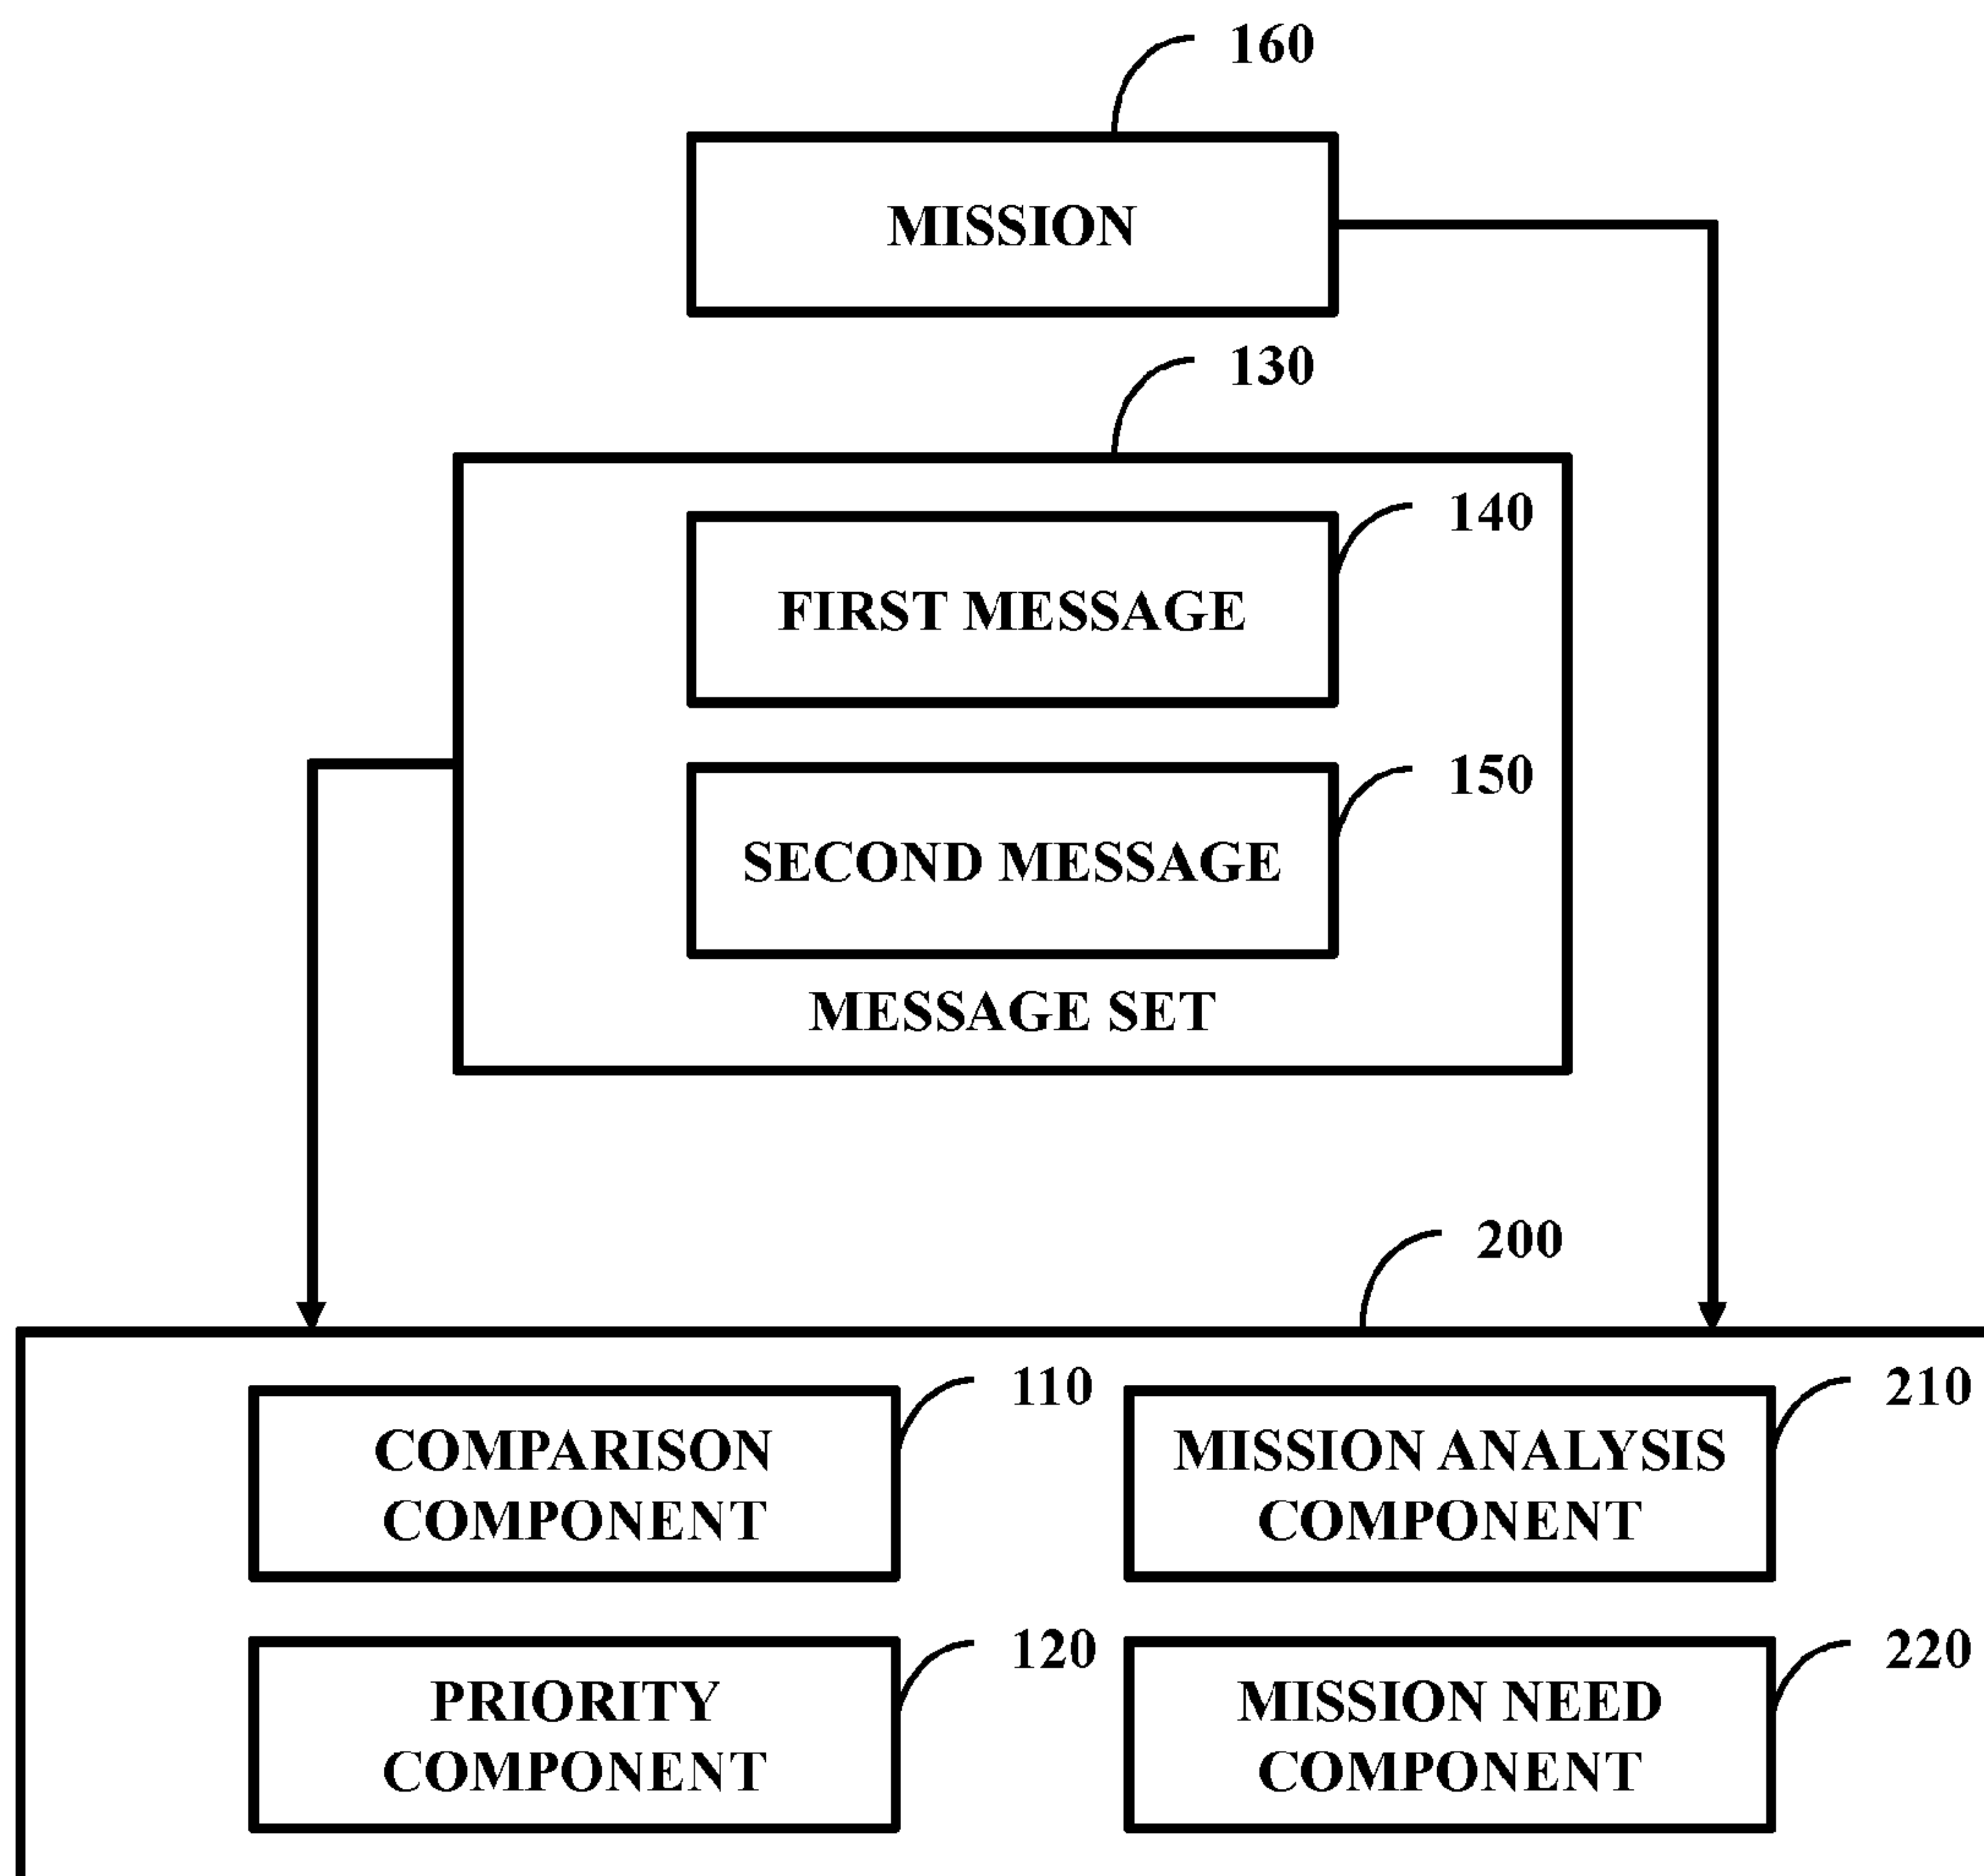 160
MISSION
130
140
FIRST MESSAGE
150
SECOND MESSAGE
MESSAGE SET
200
110
COMPARISON
COMPONENT
210
MISSION ANALYSIS
COMPONENT
120
PRIORITY
COMPONENT
220
MISSION NEED
COMPONENT